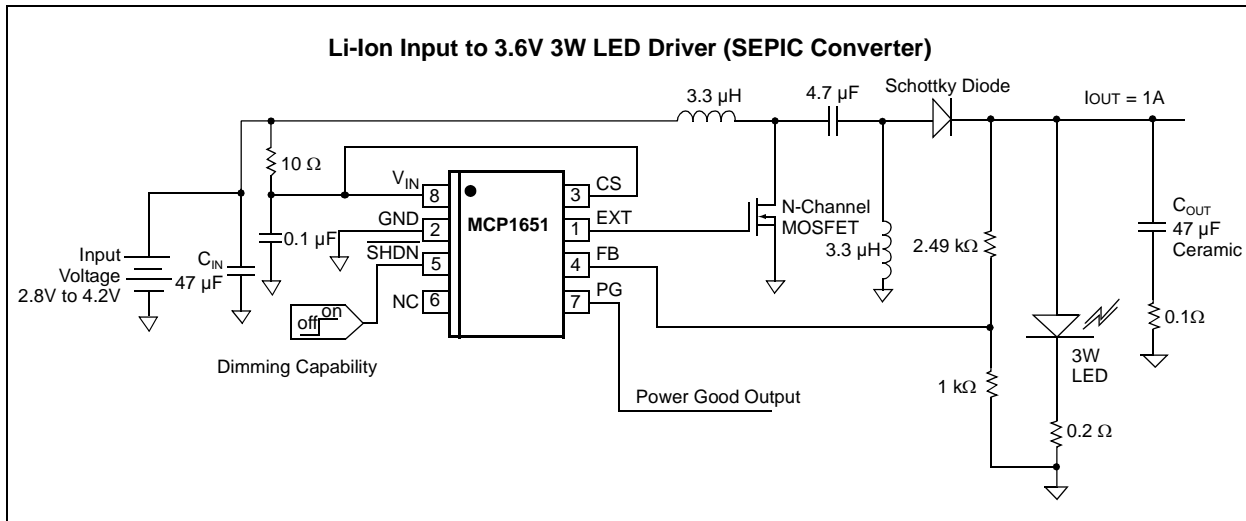 Li-Ion Input to 3.6V 3W LED Driver (SEPIC Converter)
3.3 µH
4.7 µF
Schottky Diode
IOUT = 1A
10 Ω
VIN
8
GND
2
SHDN
5
NC
6
MCP1651
3
CS
1
EXT
4
FB
7
PG
0.1 µF
Input
Voltage
2.8V to 4.2V
CIN
47 µF
off
on
Dimming Capability
N-Channel
MOSFET
3.3 µH
2.49 kΩ
1 kΩ
COUT
47 µF
Ceramic
0.1Ω
3W
LED
0.2 Ω
Power Good Output